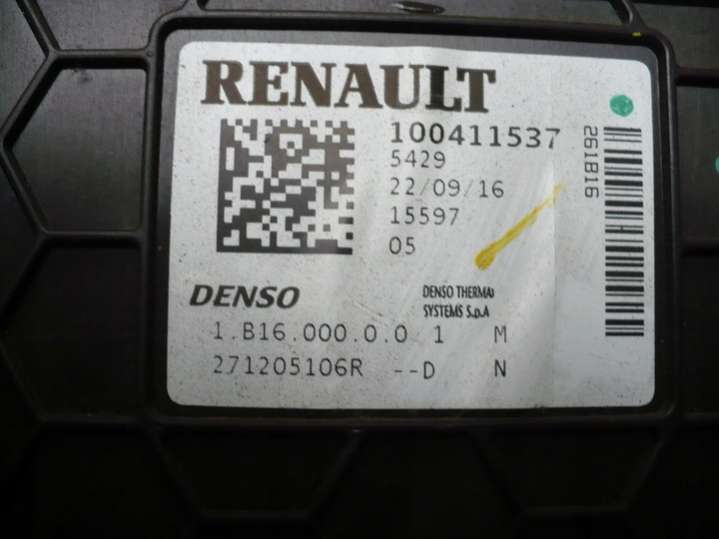 RENAULT
100411537
5429
22/09/16
15597
05
261816
DENSO
DENSO THERMAL
SYSTEMS S.p.A
1.B16.000.0.0 1 M
271205106R --D N